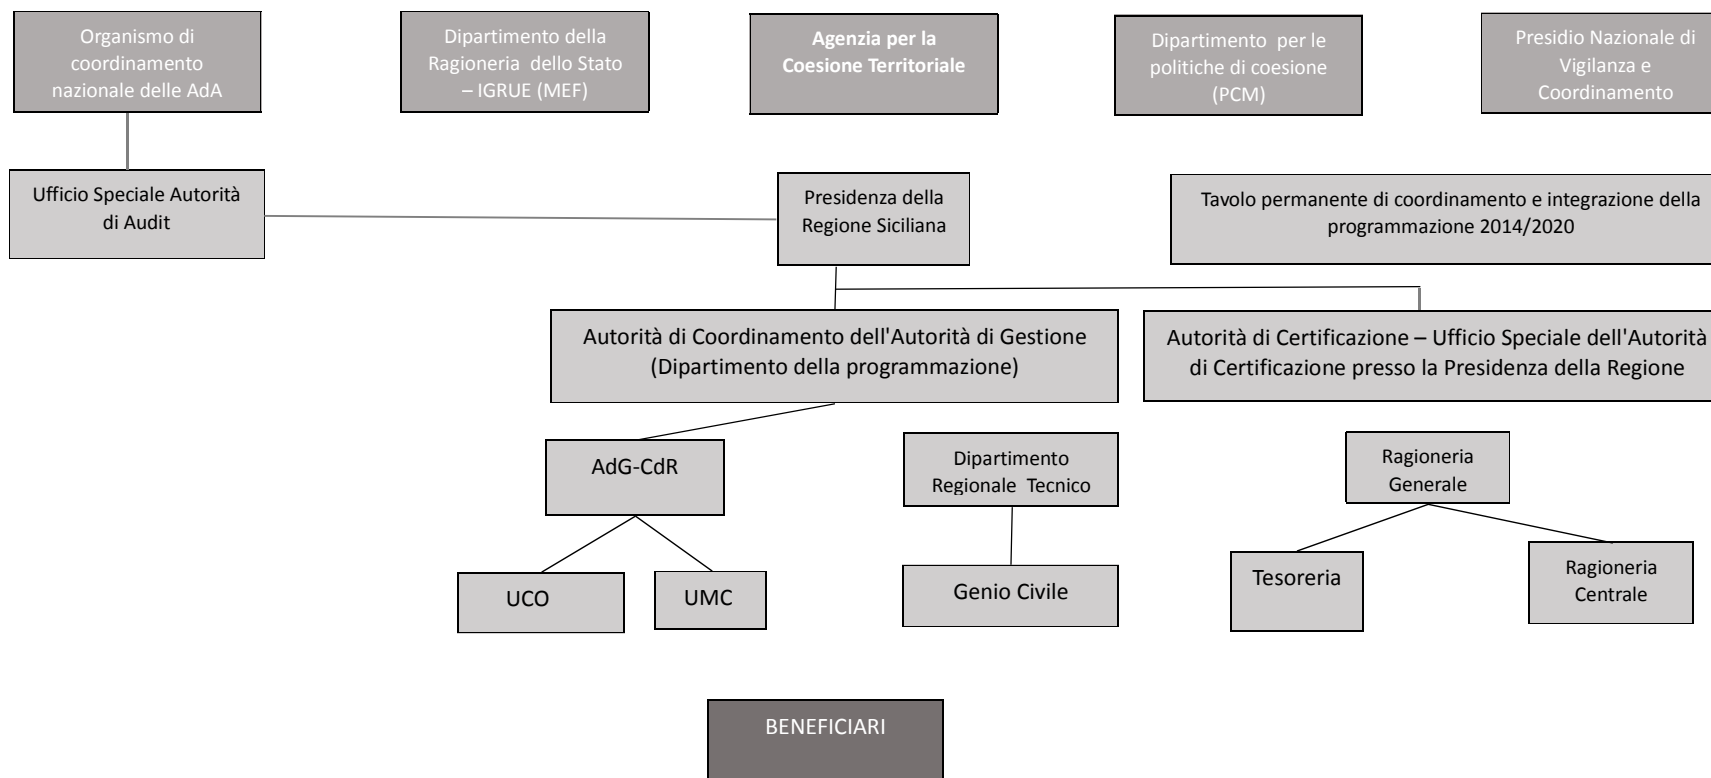 Organismo di
coordinamento
nazionale delle AdA
Dipartimento della
Ragioneria dello Stato
– IGRUE (MEF)
Agenzia per la
Coesione Territoriale
Dipartimento per le
politiche di coesione
(PCM)
Presidio Nazionale di
Vigilanza e
Coordinamento
Ufficio Speciale Autorità
di Audit
Presidenza della
Regione Siciliana
Tavolo permanente di coordinamento e integrazione della
programmazione 2014/2020
Autorità di Coordinamento dell'Autorità di Gestione
(Dipartimento della programmazione)
Autorità di Certificazione – Ufficio Speciale dell'Autorità
di Certificazione presso la Presidenza della Regione
AdG-CdR
Dipartimento
Regionale Tecnico
Ragioneria
Generale
UCO
UMC
Genio Civile
Tesoreria
Ragioneria
Centrale
BENEFICIARI